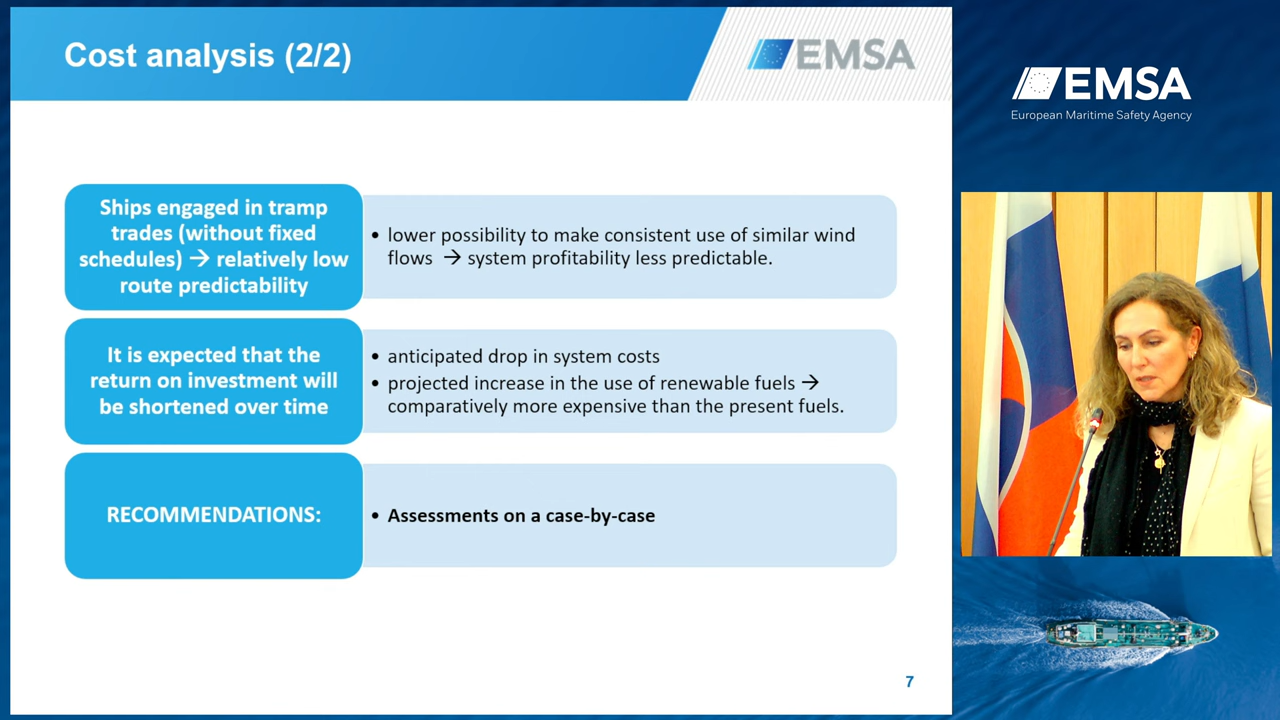 Cost analysis (2/2)
EMSA
EMSA
European Maritime Safety Agency
Ships engaged in tramp
trades (without fixed
schedules) → relatively low
route predictability
• lower possibility to make consistent use of similar wind
flows → system profitability less predictable.
It is expected that the
return on investment will
be shortened over time
• anticipated drop in system costs
• projected increase in the use of renewable fuels →
comparatively more expensive than the present fuels.
RECOMMENDATIONS:
• Assessments on a case-by-case
7